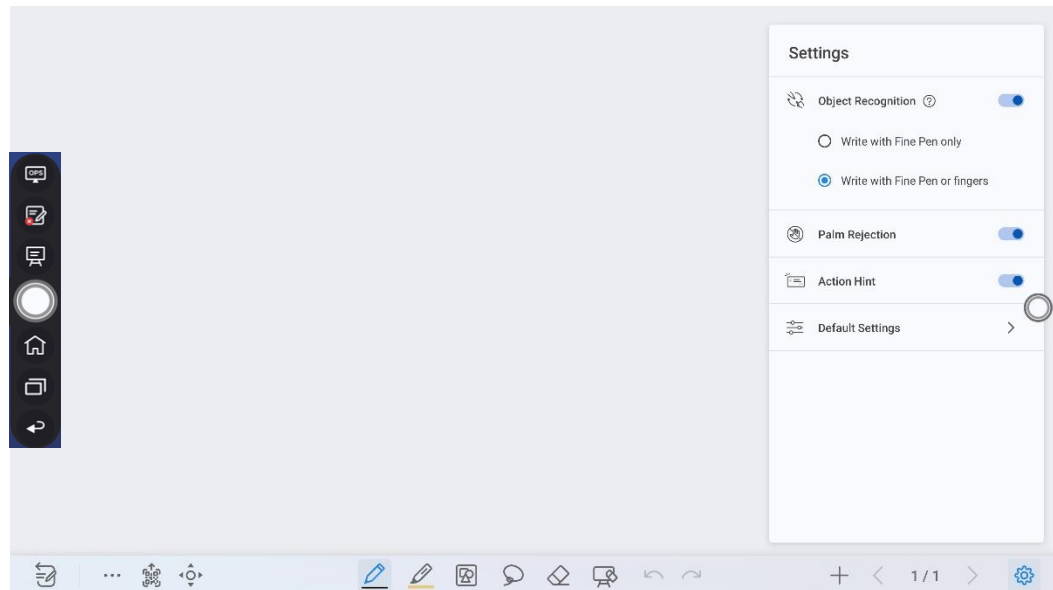 Settings
Object Recognition ?
Write with Fine Pen only
Write with Fine Pen or fingers
OPS
Palm Rejection
Action Hint
Default Settings
1/1